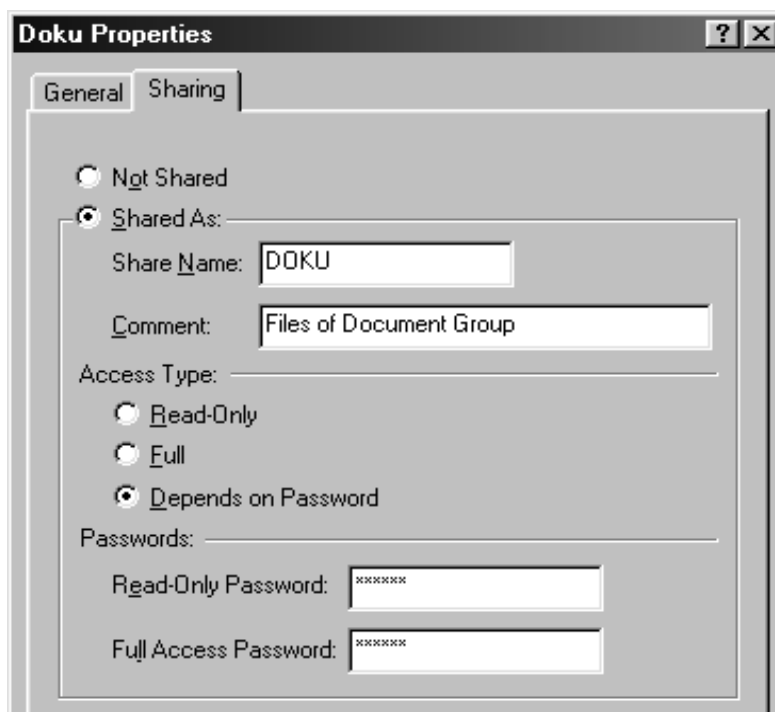 Doku Properties
General Sharing
Not Shared
Shared As:
Share Name: DOKU
Comment: Files of Document Group
Access Type:
Read-Only
Full
Depends on Password
Passwords:
Read-Only Password: ******
Full Access Password: ******